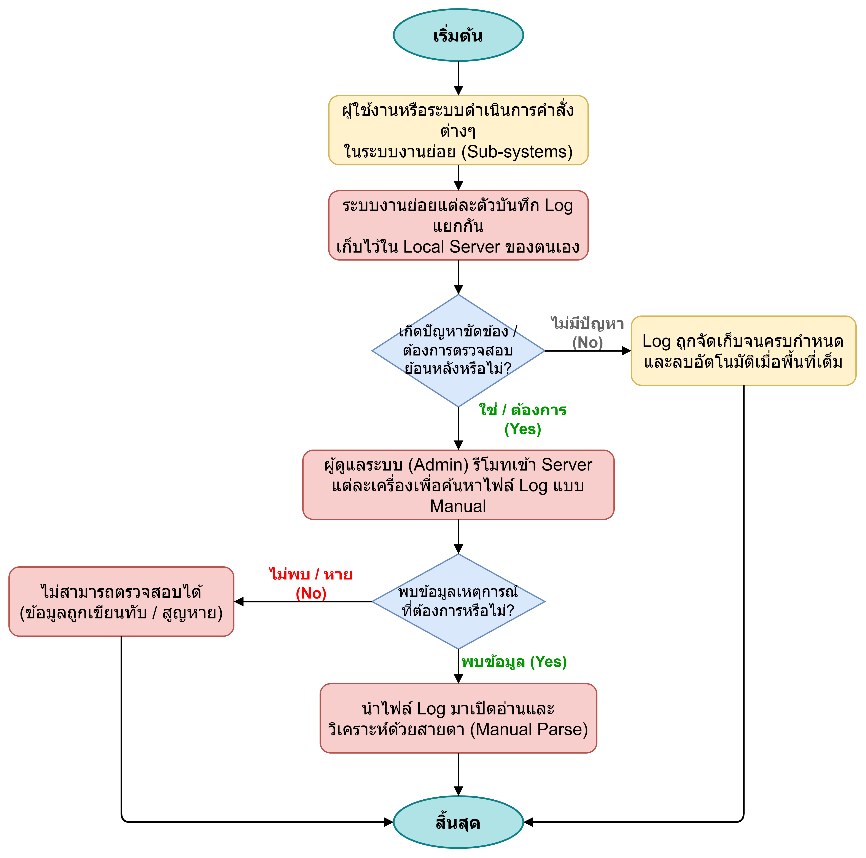 เริ่มต้น
ผู้ใช้งานหรือระบบดำเนินการคำสั่ง
ต่างๆ
ในระบบงานย่อย (Sub-systems)
ระบบงานย่อยแต่ละตัวบันทึก Log
แยกกัน
เก็บไว้ใน Local Server ของตนเอง
เกิดปัญหาขัดข้อง /
ต้องการตรวจสอบ
ย้อนหลังหรือไม่?
ไม่มีปัญหา
(No)
Log ถูกจัดเก็บจนครบกำหนด
และลบอัตโนมัติเมื่อพื้นที่เต็ม
ใช่ / ต้องการ
(Yes)
ผู้ดูแลระบบ (Admin) รีโมทเข้า Server
แต่ละเครื่องเพื่อค้นหาไฟล์ Log แบบ
Manual
พบข้อมูลเหตุการณ์
ที่ต้องการหรือไม่?
ไม่พบ / หาย
(No)
ไม่สามารถตรวจสอบได้
(ข้อมูลถูกเขียนทับ / สูญหาย)
พบข้อมูล (Yes)
นำไฟล์ Log มาเปิดอ่านและ
วิเคราะห์ด้วยสายตา (Manual Parse)
สิ้นสุด